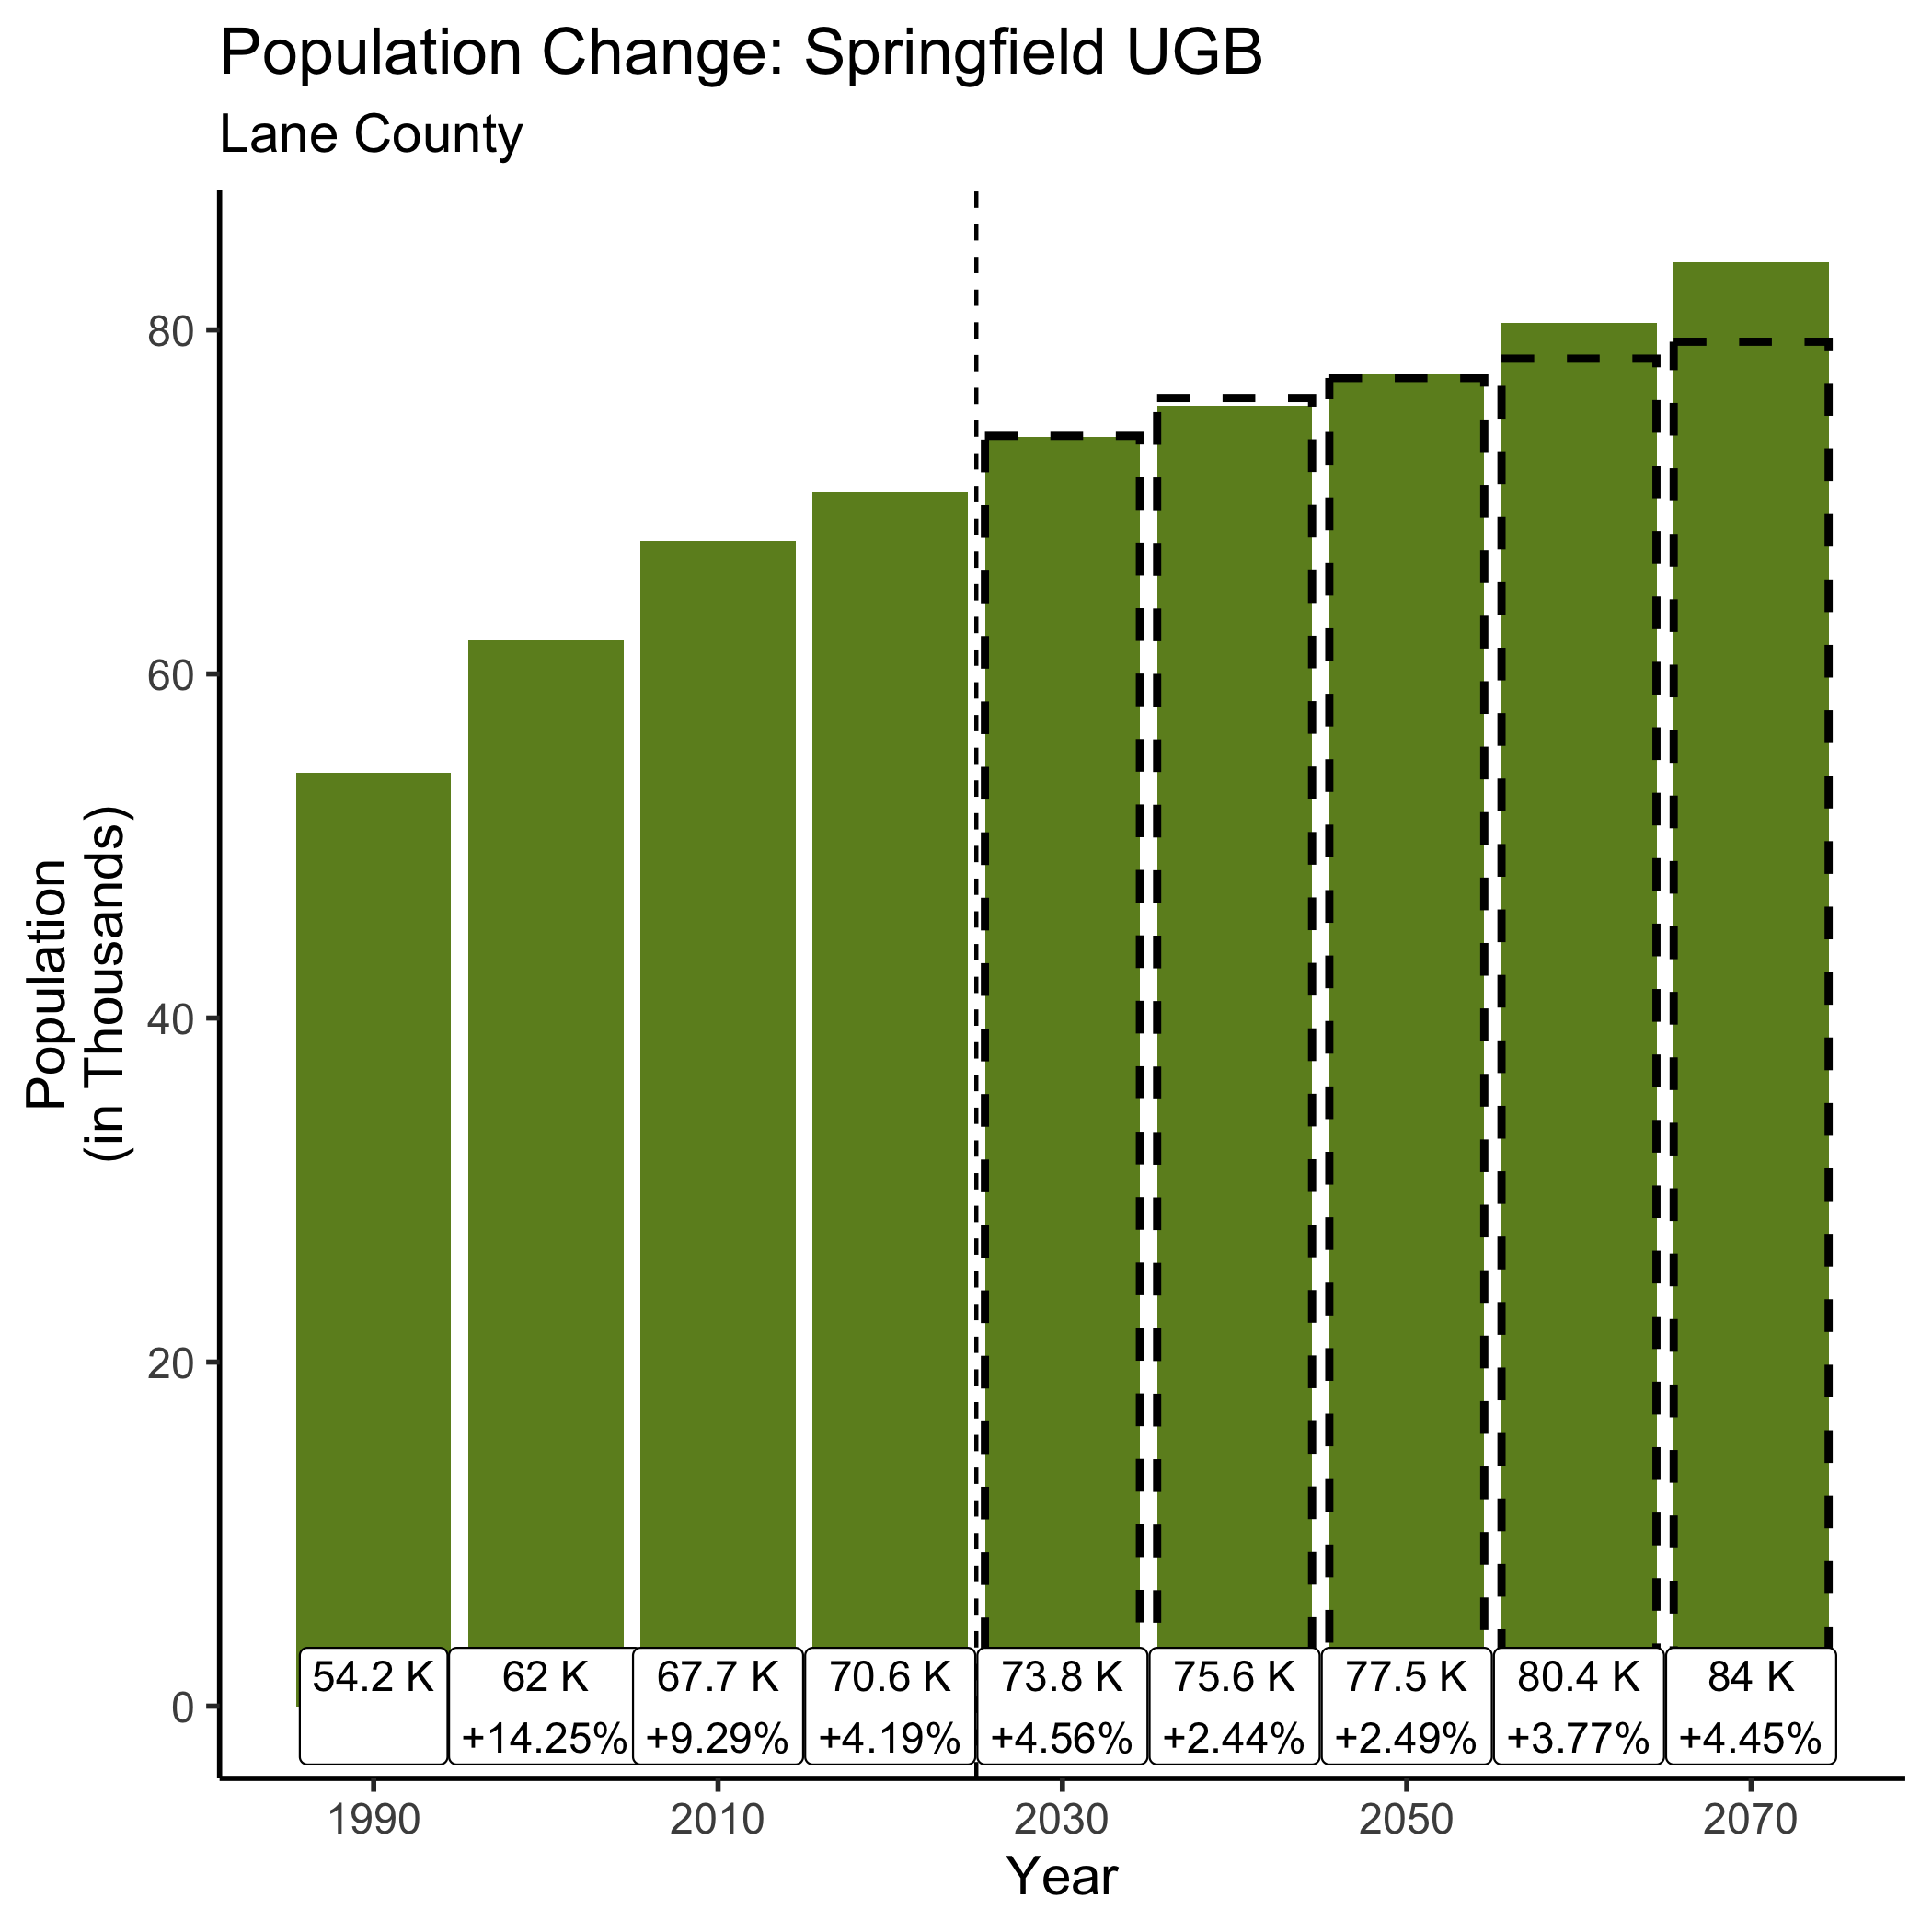 Population Change: Springfield UGB
Lane County
Population
(in Thousands)
80
60
40
20
0
54.2 K
62 K
+14.25%
67.7 K
+9.29%
70.6 K
+4.19%
73.8 K
+4.56%
75.6 K
+2.44%
77.5 K
+2.49%
80.4 K
+3.77%
84 K
+4.45%
1990
2010
2030
2050
2070
Year